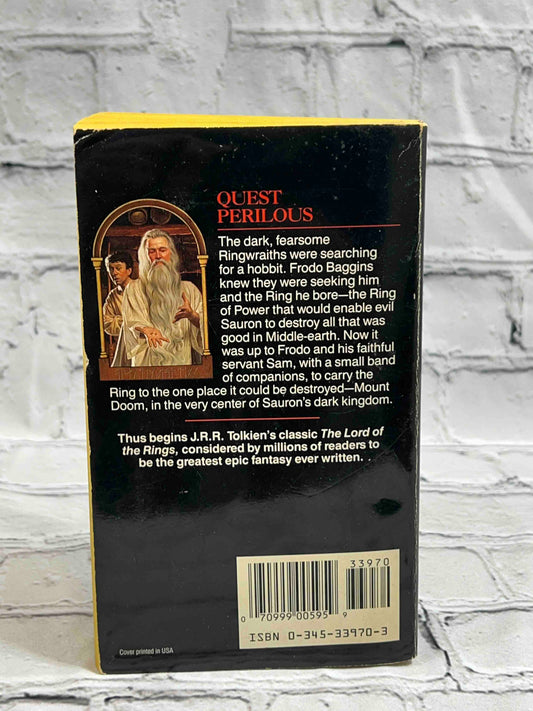 QUEST
PERILOUS
The dark, fearsome
Ringwraiths were searching
for a hobbit. Frodo Baggins
knew they were seeking him
and the Ring he bore—the Ring
of Power that would enable evil
Sauron to destroy all that was
good in Middle-earth. Now it
was up to Frodo and his faithful
servant Sam, with a small band
of companions, to carry the
Ring to the one place it could be destroyed—Mount
Doom, in the very center of Sauron's dark kingdom.
Thus begins J.R.R. Tolkien's classic The Lord of
the Rings, considered by millions of readers to
be the greatest epic fantasy ever written. .
33970
0 70999 00595 9
ISBN 0-345-33970-3
Cover printed in USA